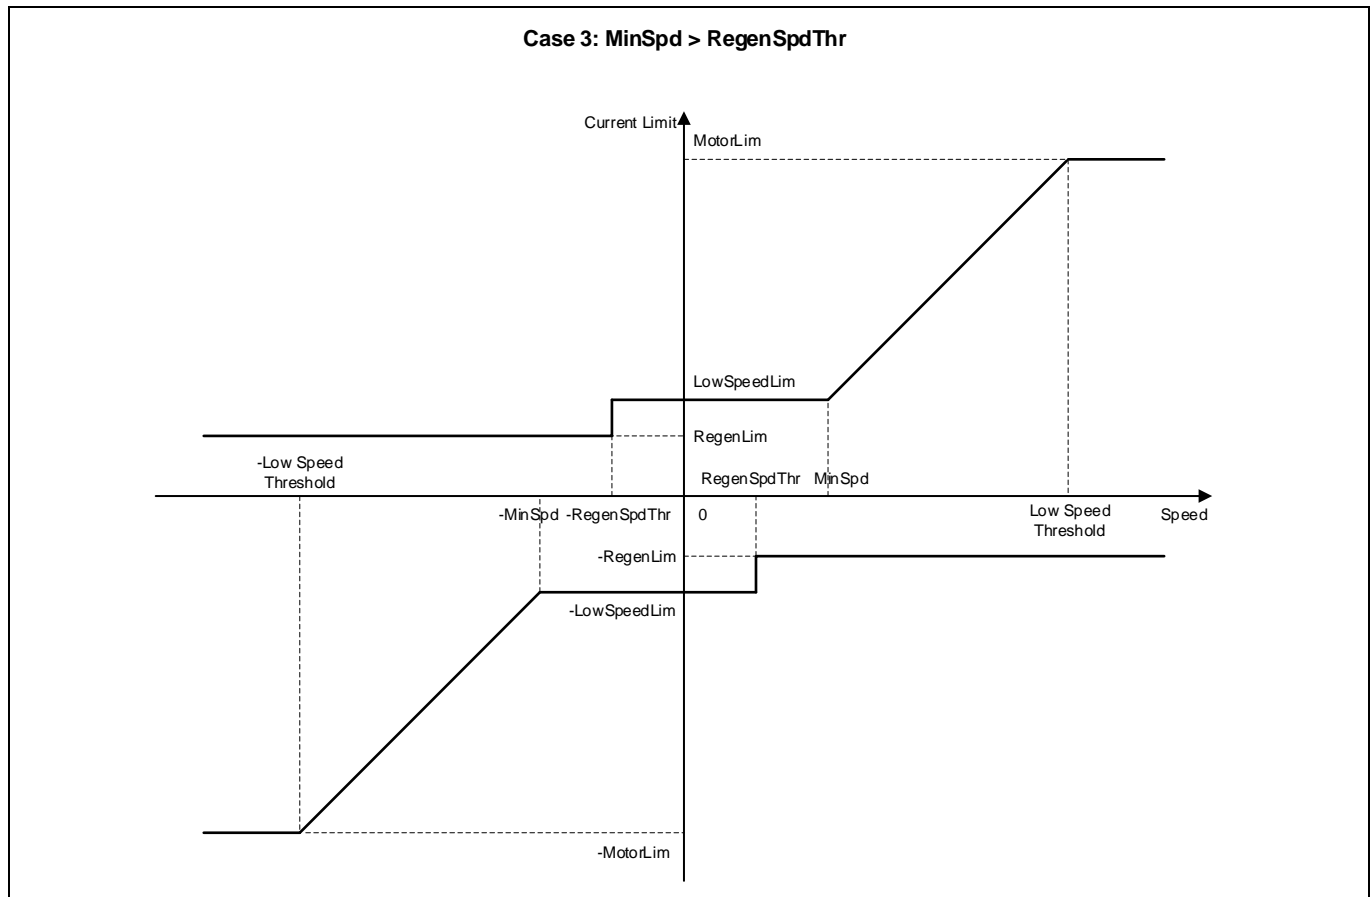 Case 3: MinSpd > RegenSpdThr
Current Limit
MotorLim
LowSpeedLim
RegenLim
-Low Speed
Threshold
RegenSpdThr
MinSpd
-MinSpd
-RegenSpdThr
0
Low Speed
Threshold
Speed
-RegenLim
-LowSpeedLim
-MotorLim